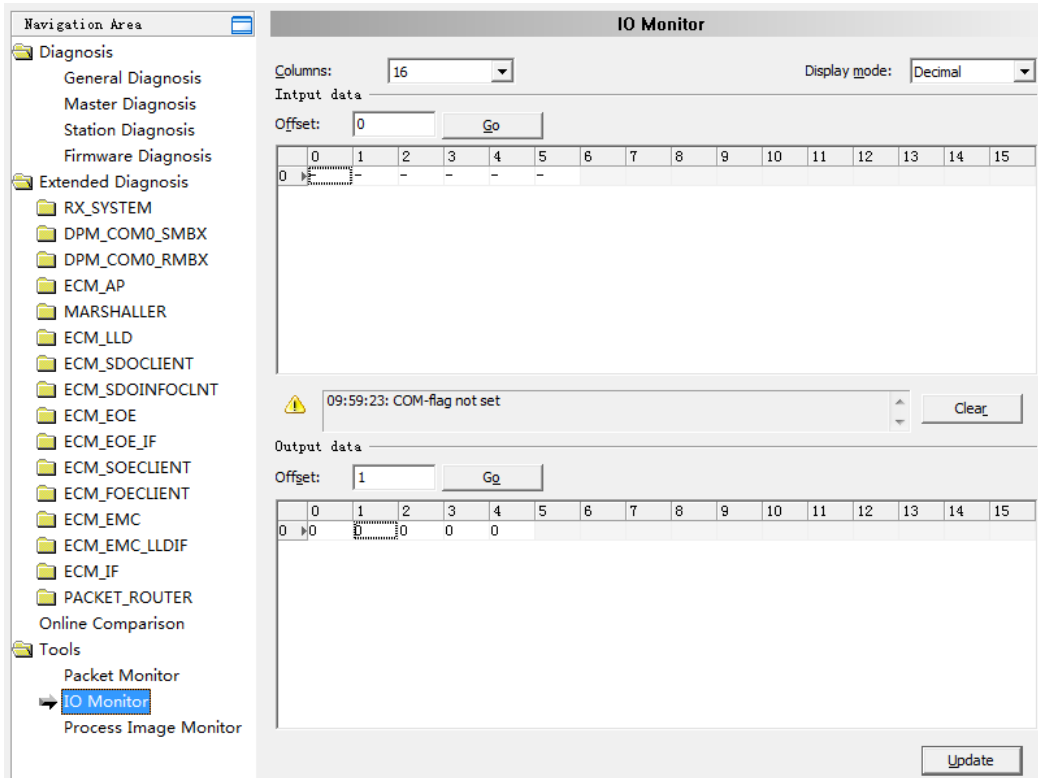 Navigation Area
Diagnosis
General Diagnosis
Master Diagnosis
Station Diagnosis
Firmware Diagnosis
Extended Diagnosis
RX_SYSTEM
DPM_COM0_SMBX
DPM_COM0_RMBX
ECM_AP
MARSHALLER
ECM_LLD
ECM_SDOCLIENT
ECM_SDOINFOCLNT
ECM_EOE
ECM_EOE_IF
ECM_SOECLIENT
ECM_FOECLIENT
ECM_EMC
ECM_EMC_LLDIF
ECM_IF
PACKET_ROUTER
Online Comparison
Tools
Packet Monitor
IO Monitor
Process Image Monitor
IO Monitor
Columns: 16 Display mode: Decimal
Intput data
Offset: 0 Go
0 1 2 3 4 5 6 7 8 9 10 11 12 13 14 15
0 - - - - - -
09:59:23: COM-flag not set
Clear
Output data
Offset: 1 Go
0 1 2 3 4 5 6 7 8 9 10 11 12 13 14 15
0 0 0 0 0 0
Update